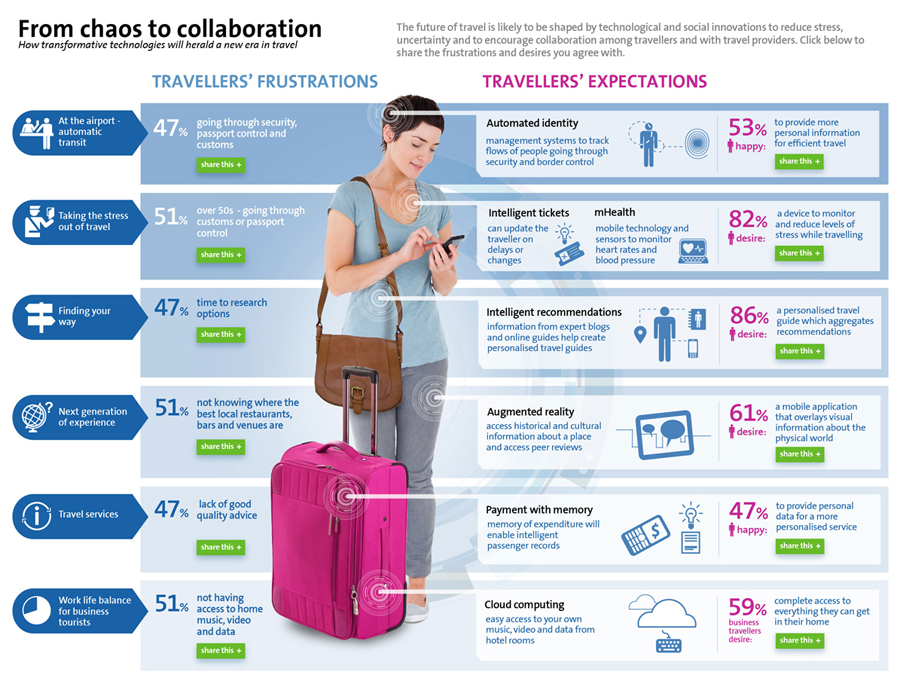 From chaos to collaboration
How transformative technologies will herald a new era in travel
The future of travel is likely to be shaped by technological and social innovations to reduce stress,
uncertainty and to encourage collaboration among travellers and with travel providers. Click below to
share the frustrations and desires you agree with.
TRAVELLERS' FRUSTRATIONS
TRAVELLERS' EXPECTATIONS
At the airport -
automatic
transit
47%
going through security,
passport control and
customs
share this +
Automated identity
management systems to track
flows of people going through
security and border control
53%
happy:
to provide more
personal information
for efficient travel
share this +
Taking the stress
out of travel
51%
over 50s - going through
customs or passport
control
share this +
Intelligent tickets
can update the
traveller on
delays or
changes
mHealth
mobile technology and
sensors to monitor
heart rates and
blood pressure
82%
desire:
a device to monitor
and reduce levels of
stress while travelling
share this +
Finding your
way
47%
time to research
options
share this +
Intelligent recommendations
information from expert blogs
and online guides help create
personalised travel guides
86%
desire:
a personalised travel
guide which aggregates
recommendations
share this +
Next generation
of experience
51%
not knowing where the
best local restaurants,
bars and venues are
share this +
Augmented reality
access historical and cultural
information about a place
and access peer reviews
61%
desire:
a mobile application
that overlays visual
information about the
physical world
share this +
Travel services
47%
lack of good
quality advice
share this +
Payment with memory
memory of expenditure will
enable intelligent
passenger records
47%
happy:
to provide personal
data for a more
personalised service
share this +
Work life balance
for business
tourists
51%
not having
access to home
music, video
and data
share this +
Cloud computing
easy access to your own
music, video and data from
hotel rooms
59%
business
travellers
desire:
complete access to
everything they can get
in their home
share this +